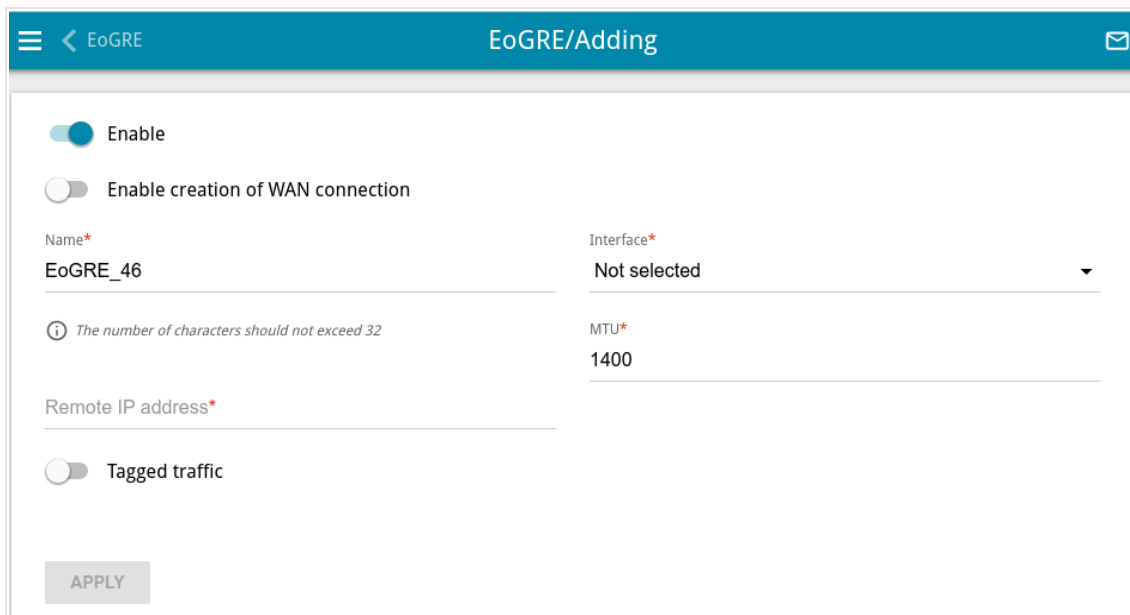 EoGRE
EoGRE/Adding
Enable
Enable creation of WAN connection
Name*
EoGRE_46
The number of characters should not exceed 32
Interface*
Not selected
MTU*
1400
Remote IP address*
Tagged traffic
APPLY